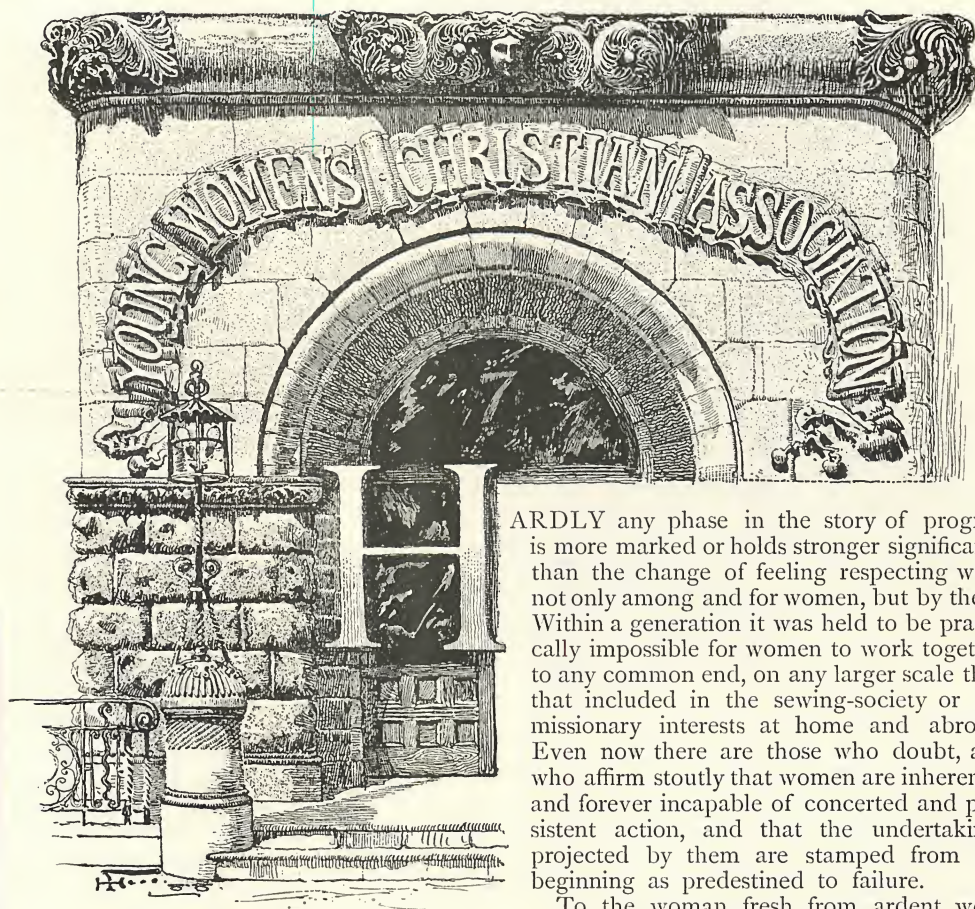 YOUNG WOMENS CHRISTIAN ASSOCIATION
7
HARDLY any phase in the story of progr
is more marked or holds stronger significa
than the change of feeling respecting w
not only among and for women, but by the
Within a generation it was held to be pra
cally impossible for women to work toget
to any common end, on any larger scale th
that included in the sewing-society or
missionary interests at home and abro
Even now there are those who doubt, a
who affirm stoutly that women are inheren
and forever incapable of concerted and p
sistent action, and that the undertakin
projected by them are stamped from
beginning as predestined to failure.
To the woman fresh from ardent wo